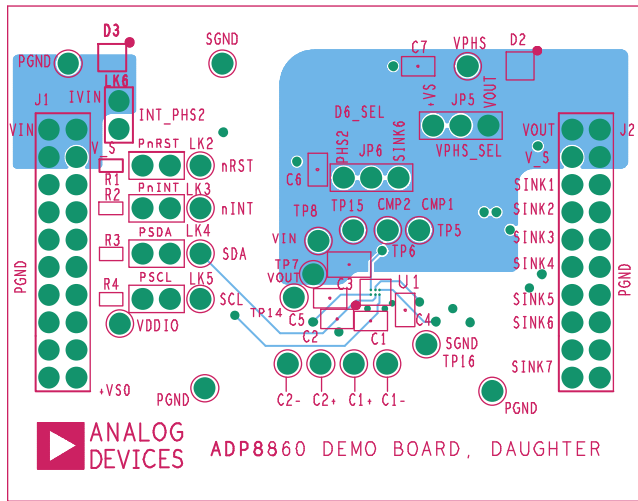 D3
SGND
C7
VPHS
D2
PGND
LK6
J1
IVIN
INT_PHS2
+VS
JP5
VOUT
D6_SEL
VIN
PnRST
LK2
PHS2
JP6
SINK6
VPHS_SEL
VOUT
J2
V_S
R1
nRST
C6
V_S
PnINT
LK3
SINK1
R2
nINT
TP8
TP15
CMP2
CMP1
SINK2
PSDA
LK4
VIN
TP5
SINK3
R3
SDA
TP7
TP6
SINK4
PGND
PSCL
LK5
VOUT
C3
U1
PGND
R4
SCL
TP14
SINK5
VDDIO
C5
C4
SINK6
C2
C1
SGND
TP16
SINK7
+VSO
PGND
C2-
C2+
C1+
C1-
PGND
ANALOG
DEVICES
ADP8860 DEMO BOARD, DAUGHTER